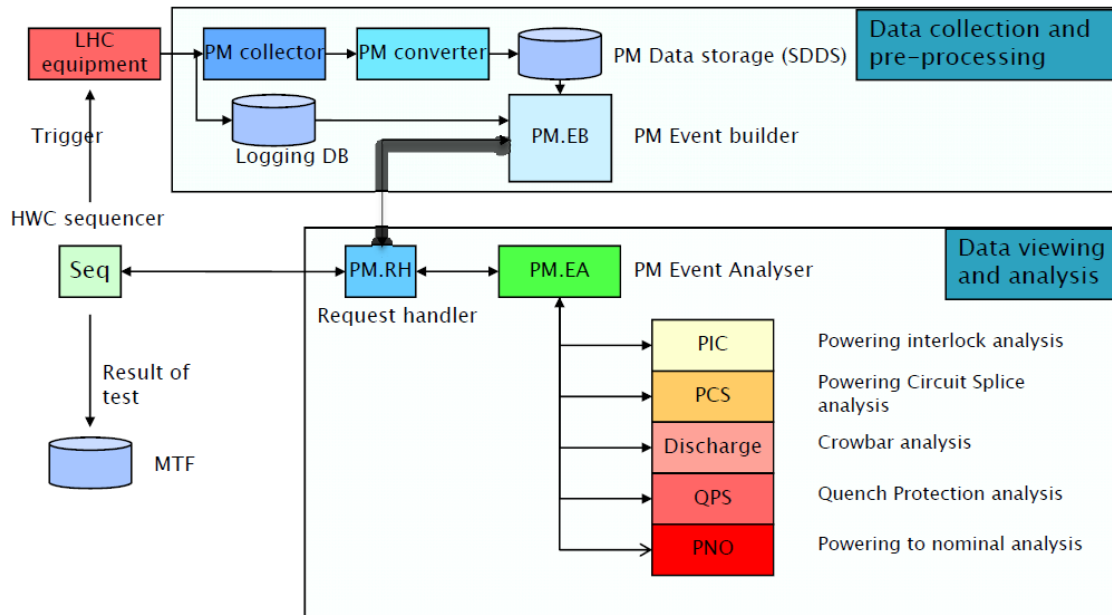 LHC
equipment
PM collector
PM converter
PM Data storage (SDDS)
Data collection and
pre-processing
Trigger
Logging DB
PM.EB
PM Event builder
HWC sequencer
Seq
PM.RH
PM.EA
PM Event Analyser
Data viewing
and analysis
Request handler
PIC
Powering interlock analysis
PCS
Powering Circuit Splice
analysis
Result of
test
Discharge
Crowbar analysis
MTF
QPS
Quench Protection analysis
PNO
Powering to nominal analysis